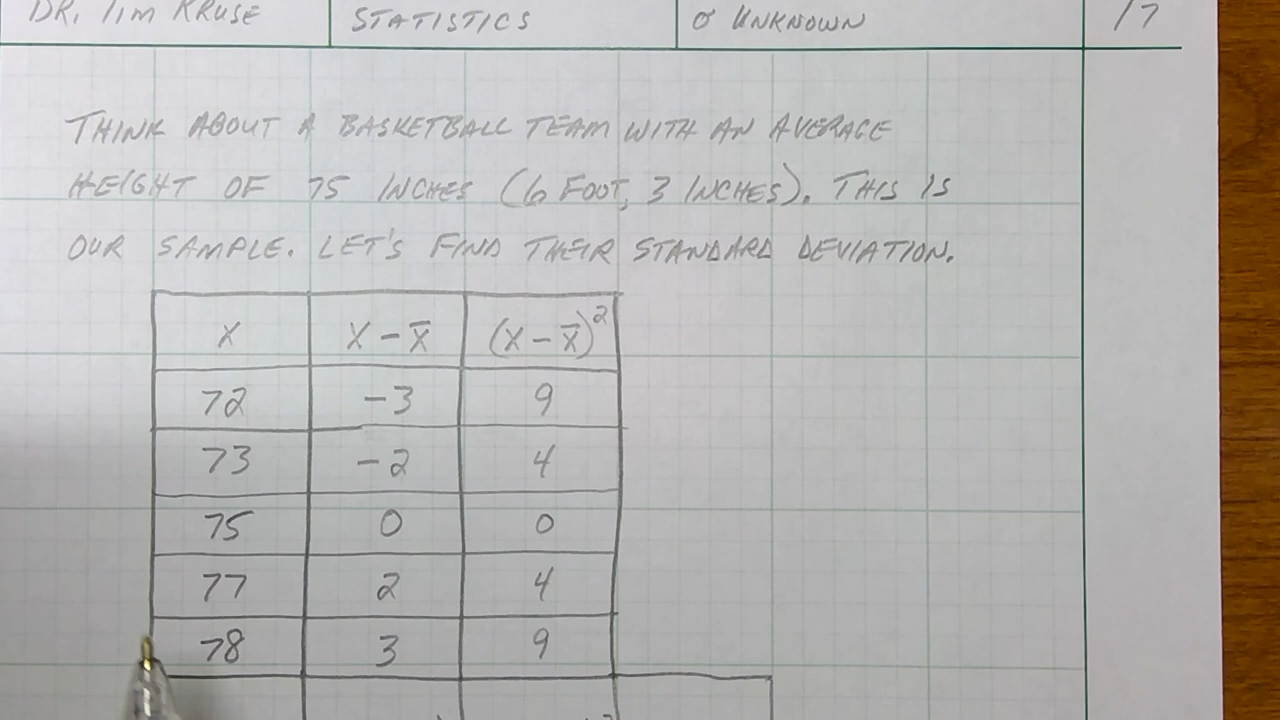 DR. TIM KRUSE
STATISTICS
σ UNKNOWN
17
THINK ABOUT A BASKETBALL TEAM WITH AN AVERAGE
HEIGHT OF 75 INCHES (6 FOOT, 3 INCHES). THIS IS
OUR SAMPLE. LET'S FIND THEIR STANDARD DEVIATION.
X X - X̄ (X - X̄)²
72 -3 9
73 -2 4
75 0 0
77 2 4
78 3 9